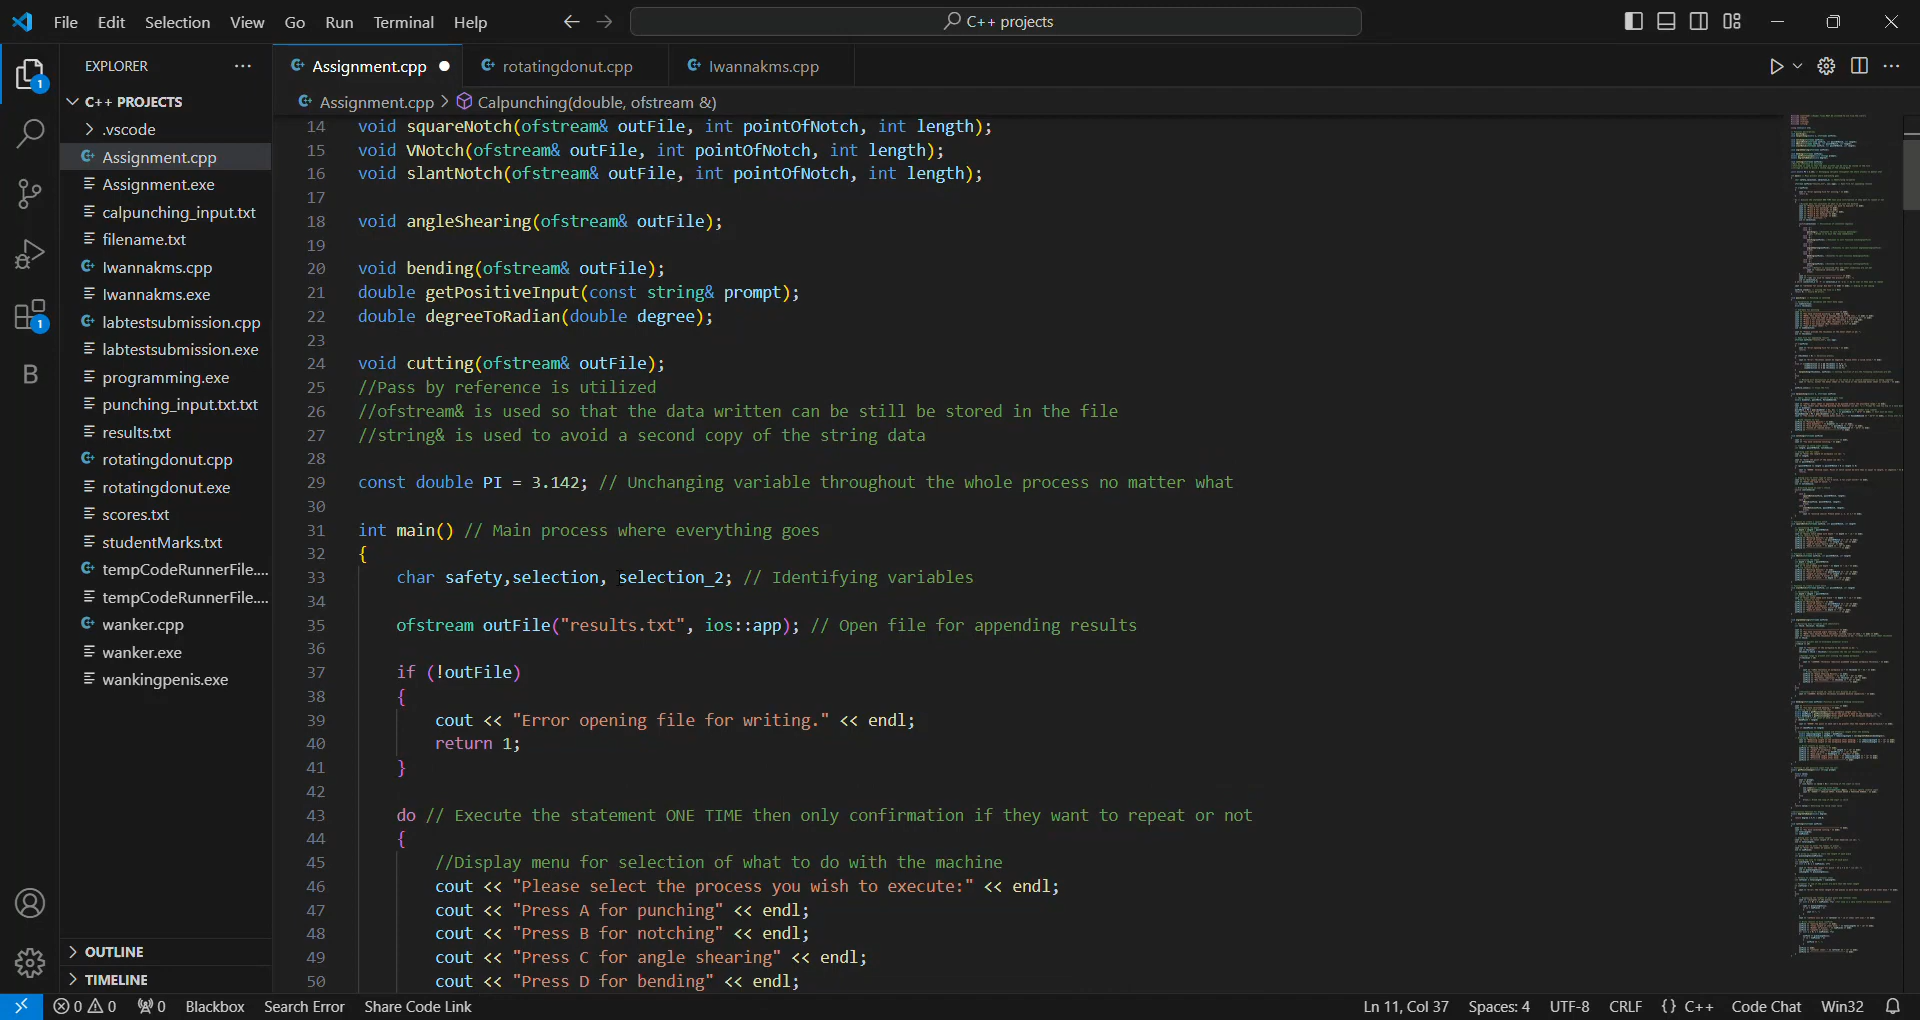 File Edit Selection View Go Run Terminal Help
C++ projects
EXPLORER
C++ PROJECTS
.vscode
Assignment.cpp
Assignment.exe
calpunching_input.txt
filename.txt
Iwannakms.cpp
Iwannakms.exe
labtestsubmission.cpp
labtestsubmission.exe
programming.exe
punching_input.txt.txt
results.txt
rotatingdonut.cpp
rotatingdonut.exe
scores.txt
studentMarks.txt
tempCodeRunnerFile....
tempCodeRunnerFile....
wanker.cpp
wanker.exe
wankingpenis.exe
OUTLINE
TIMELINE
1
1
B
Assignment.cpp rotatingdonut.cpp Iwannakms.cpp
Assignment.cpp > Calpunching(double, ofstream &)
14 void squareNotch(ofstream& outFile, int pointOfNotch, int length);
15 void VNotch(ofstream& outFile, int pointOfNotch, int length);
16 void slantNotch(ofstream& outFile, int pointOfNotch, int length);
17
18 void angleShearing(ofstream& outFile);
19
20 void bending(ofstream& outFile);
21 double getPositiveInput(const string& prompt);
22 double degreeToRadian(double degree);
23
24 void cutting(ofstream& outFile);
25 //Pass by reference is utilized
26 //ofstream& is used so that the data written can be still be stored in the file
27 //string& is used to avoid a second copy of the string data
28
29 const double PI = 3.142; // Unchanging variable throughout the whole process no matter what
30
31 int main() // Main process where everything goes
32 {
33 char safety,selection, selection_2; // Identifying variables
34
35 ofstream outFile("results.txt", ios::app); // Open file for appending results
36
37 if (!outFile)
38 {
39 cout << "Error opening file for writing." << endl;
40 return 1;
41 }
42
43 do // Execute the statement ONE TIME then only confirmation if they want to repeat or not
44 {
45 //Display menu for selection of what to do with the machine
46 cout << "Please select the process you wish to execute:" << endl;
47 cout << "Press A for punching" << endl;
48 cout << "Press B for notching" << endl;
49 cout << "Press C for angle shearing" << endl;
50 cout << "Press D for bending" << endl;
0 0 0 Blackbox Search Error Share Code Link
Ln 11, Col 37 Spaces: 4 UTF-8 CRLF {} C++ Code Chat Win32